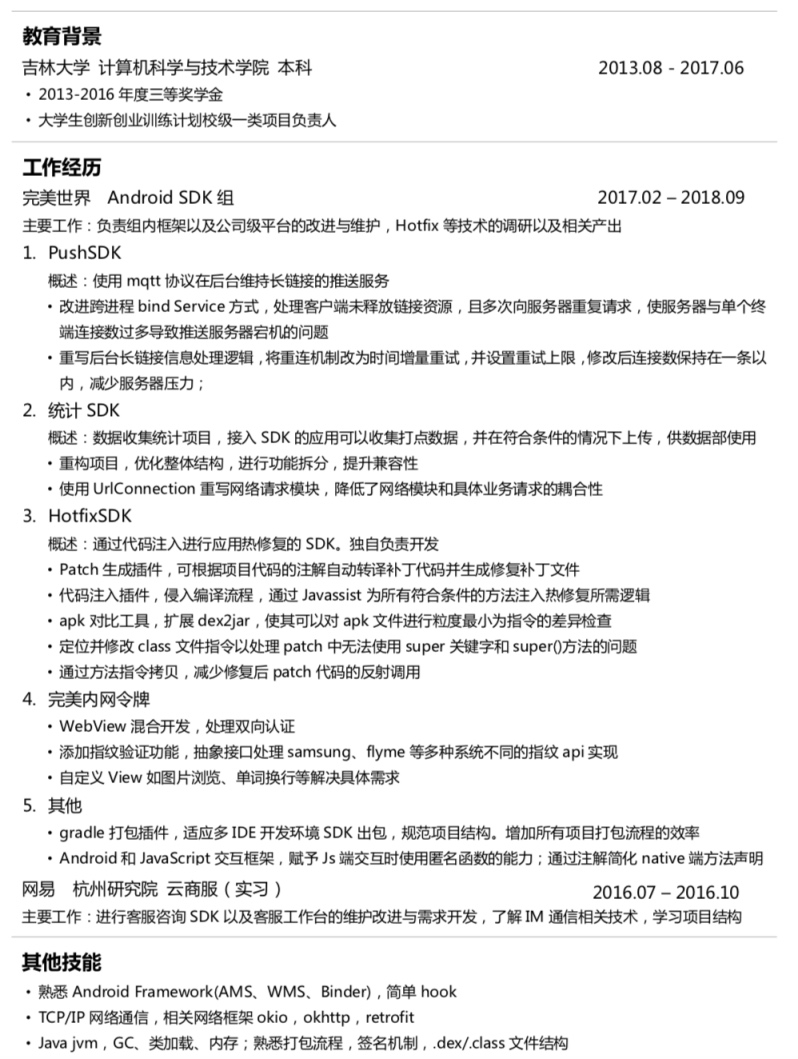 教育背景
吉林大学 计算机科学与技术学院 本科 2013.08 - 2017.06
• 2013-2016 年度三等奖学金
• 大学生创新创业训练计划校级一类项目负责人
工作经历
完美世界 Android SDK 组 2017.02 – 2018.09
主要工作：负责组内框架以及公司级平台的改进与维护，Hotfix 等技术的调研以及相关产出
1. PushSDK
概述：使用 mqtt 协议在后台维持长链接的推送服务
• 改进跨进程 bind Service 方式，处理客户端未释放链接资源，且多次向服务器重复请求，使服务器与单个终
端连接数过多导致推送服务器宕机的问题
• 重写后台长链接信息处理逻辑，将重连机制改为时间增量重试，并设置重试上限，修改后连接数保持在一条以
内，减少服务器压力；
2. 统计 SDK
概述：数据收集统计项目，接入 SDK 的应用可以收集打点数据，并在符合条件的情况下上传，供数据部使用
• 重构项目，优化整体结构，进行功能拆分，提升兼容性
• 使用 UrlConnection 重写网络请求模块，降低了网络模块和具体业务请求的耦合性
3. HotfixSDK
概述：通过代码注入进行应用热修复的 SDK。独自负责开发
• Patch 生成插件，可根据项目代码的注解自动转译补丁代码并生成修复补丁文件
• 代码注入插件，侵入编译流程，通过 Javassist 为所有符合条件的方法注入热修复所需逻辑
• apk 对比工具，扩展 dex2jar，使其可以对 apk 文件进行粒度最小为指令的差异检查
• 定位并修改 class 文件指令以处理 patch 中无法使用 super 关键字和 super()方法的问题
• 通过方法指令拷贝，减少修复后 patch 代码的反射调用
4. 完美内网令牌
• WebView 混合开发，处理双向认证
• 添加指纹验证功能，抽象接口处理 samsung、flyme 等多种系统不同的指纹 api 实现
• 自定义 View 如图片浏览、单词换行等解决具体需求
5. 其他
• gradle 打包插件，适应多 IDE 开发环境 SDK 出包，规范项目结构。增加所有项目打包流程的效率
• Android 和 JavaScript 交互框架，赋予 Js 端交互时使用匿名函数的能力；通过注解简化 native 端方法声明
网易 杭州研究院 云商服（实习） 2016.07 – 2016.10
主要工作：进行客服咨询 SDK 以及客服工作台的维护改进与需求开发，了解 IM 通信相关技术，学习项目结构
其他技能
• 熟悉 Android Framework(AMS、WMS、Binder)，简单 hook
• TCP/IP 网络通信，相关网络框架 okio，okhttp，retrofit
• Java jvm，GC、类加载、内存；熟悉打包流程，签名机制，.dex/.class 文件结构